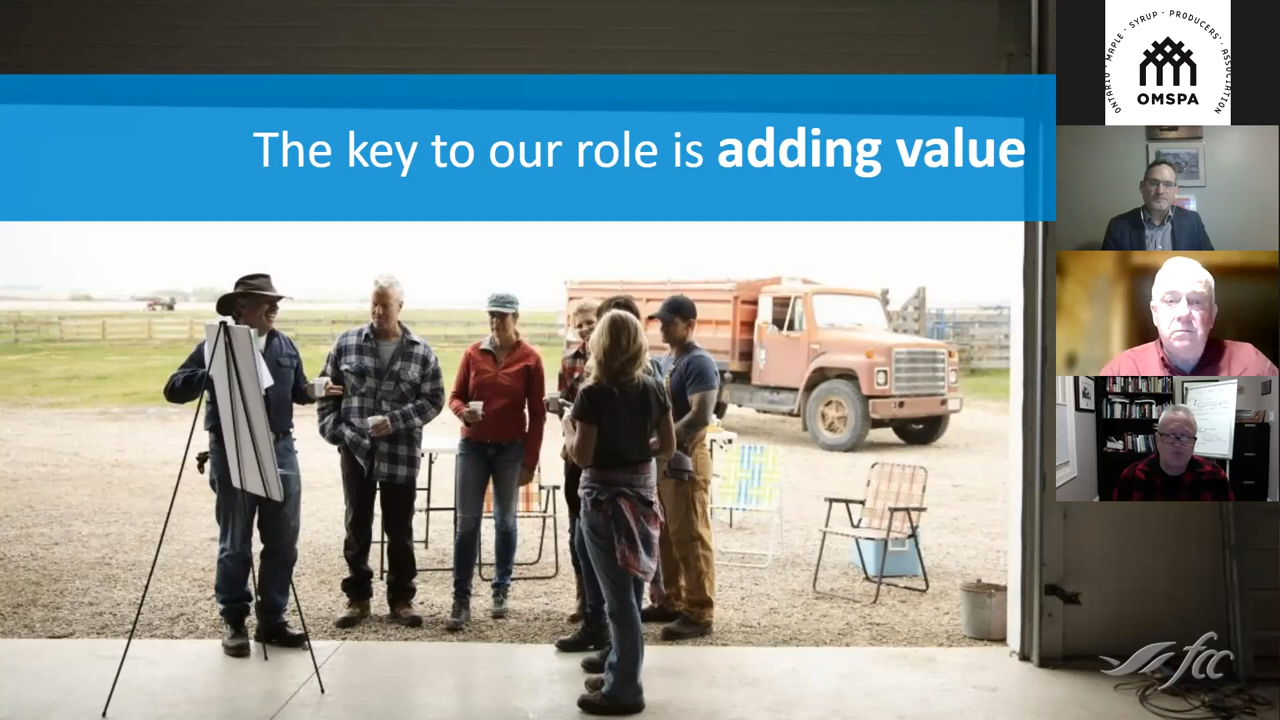 The key to our role is adding value
ONTARIO · MAPLE · SYRUP · PRODUCERS' · ASSOCIATION
OMSPA
fcc